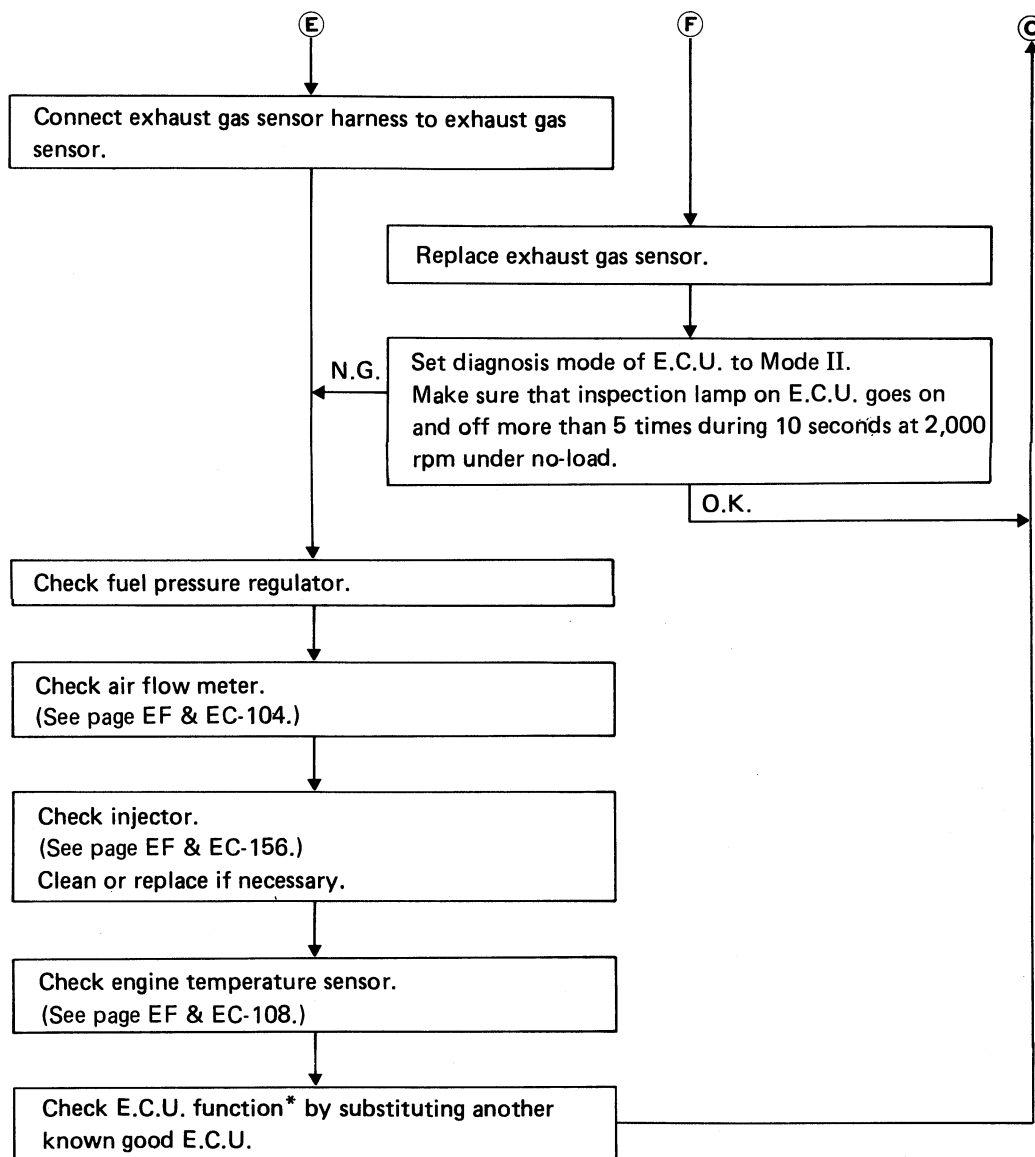 E
F
C
Connect exhaust gas sensor harness to exhaust gas
sensor.
Replace exhaust gas sensor.
Set diagnosis mode of E.C.U. to Mode II.
Make sure that inspection lamp on E.C.U. goes on
and off more than 5 times during 10 seconds at 2,000
rpm under no-load.
N.G.
O.K.
Check fuel pressure regulator.
Check air flow meter.
(See page EF & EC-104.)
Check injector.
(See page EF & EC-156.)
Clean or replace if necessary.
Check engine temperature sensor.
(See page EF & EC-108.)
Check E.C.U. function* by substituting another
known good E.C.U.